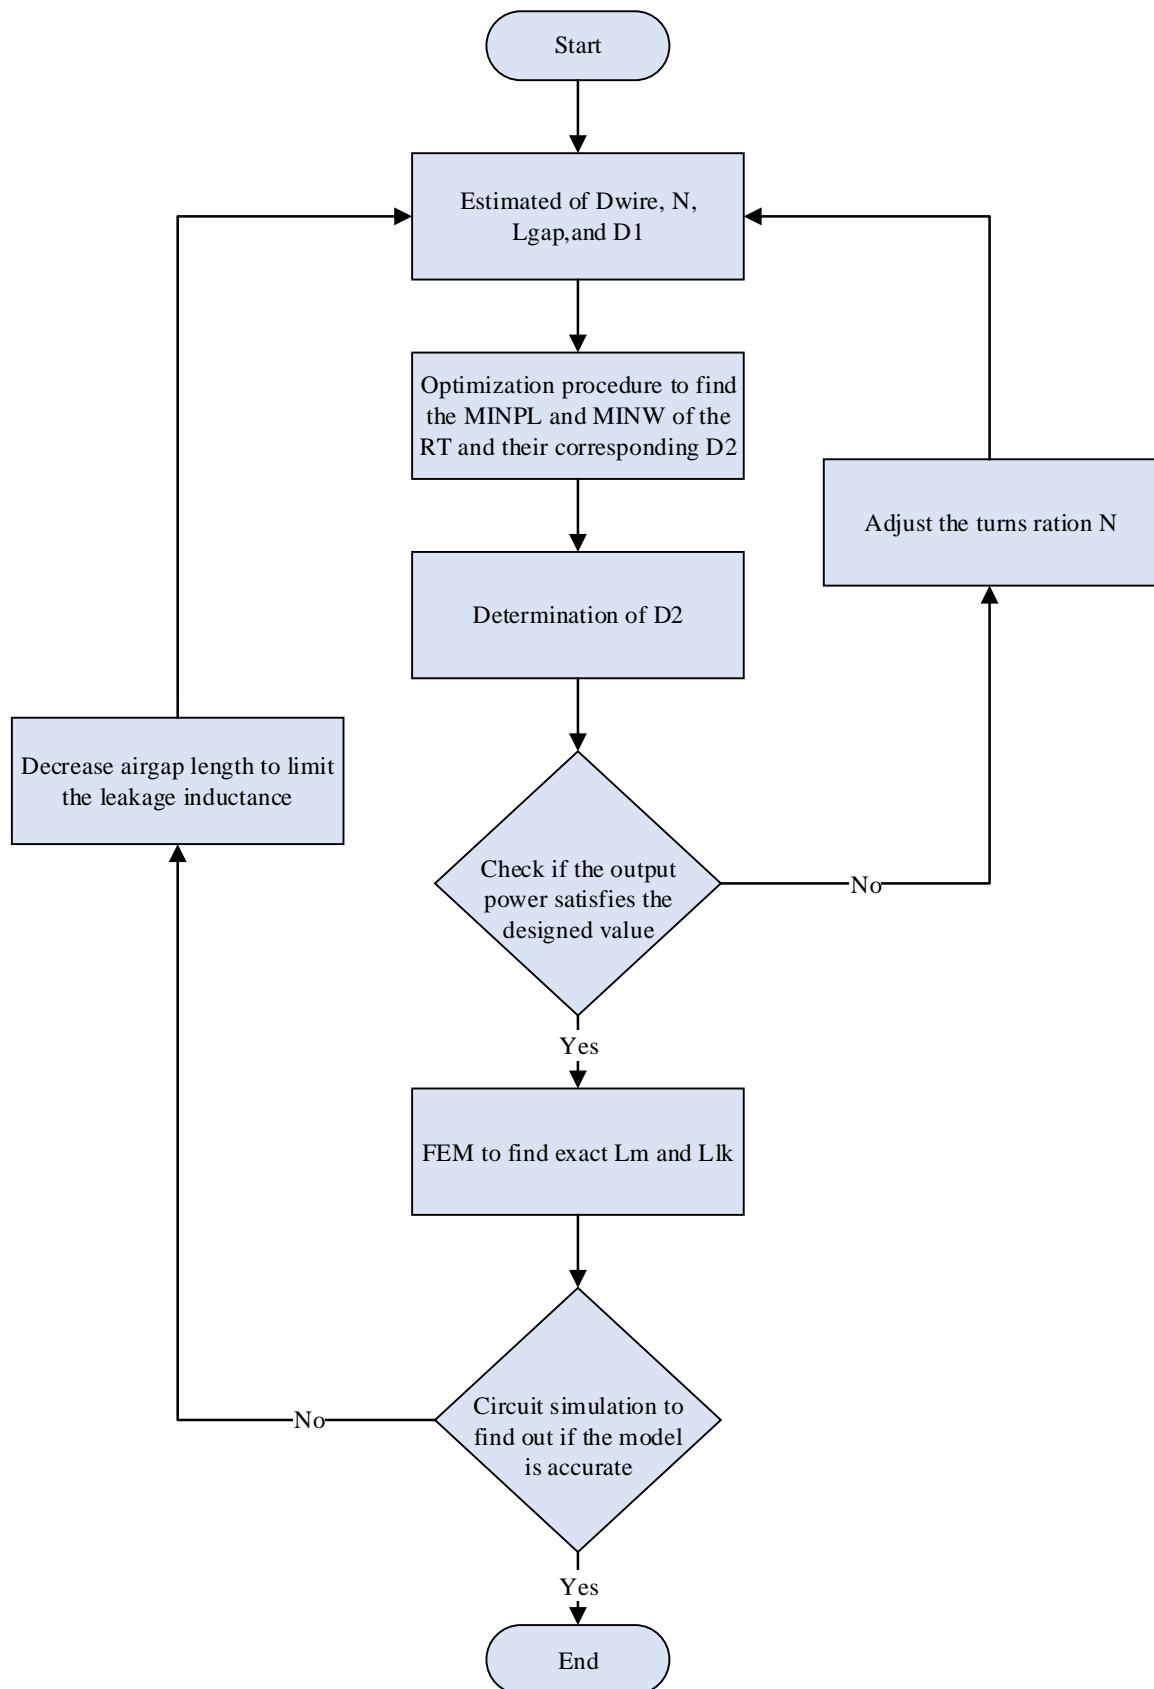 Start
Estimated of Dwire, N,
Lgap,and D1
Optimization procedure to find
the MINPL and MINW of the
RT and their corresponding D2
Adjust the turns ration N
Determination of D2
Decrease airgap length to limit
the leakage inductance
Check if the output
power satisfies the
designed value
No
Yes
FEM to find exact Lm and Llk
Circuit simulation to
find out if the model
is accurate
No
Yes
End